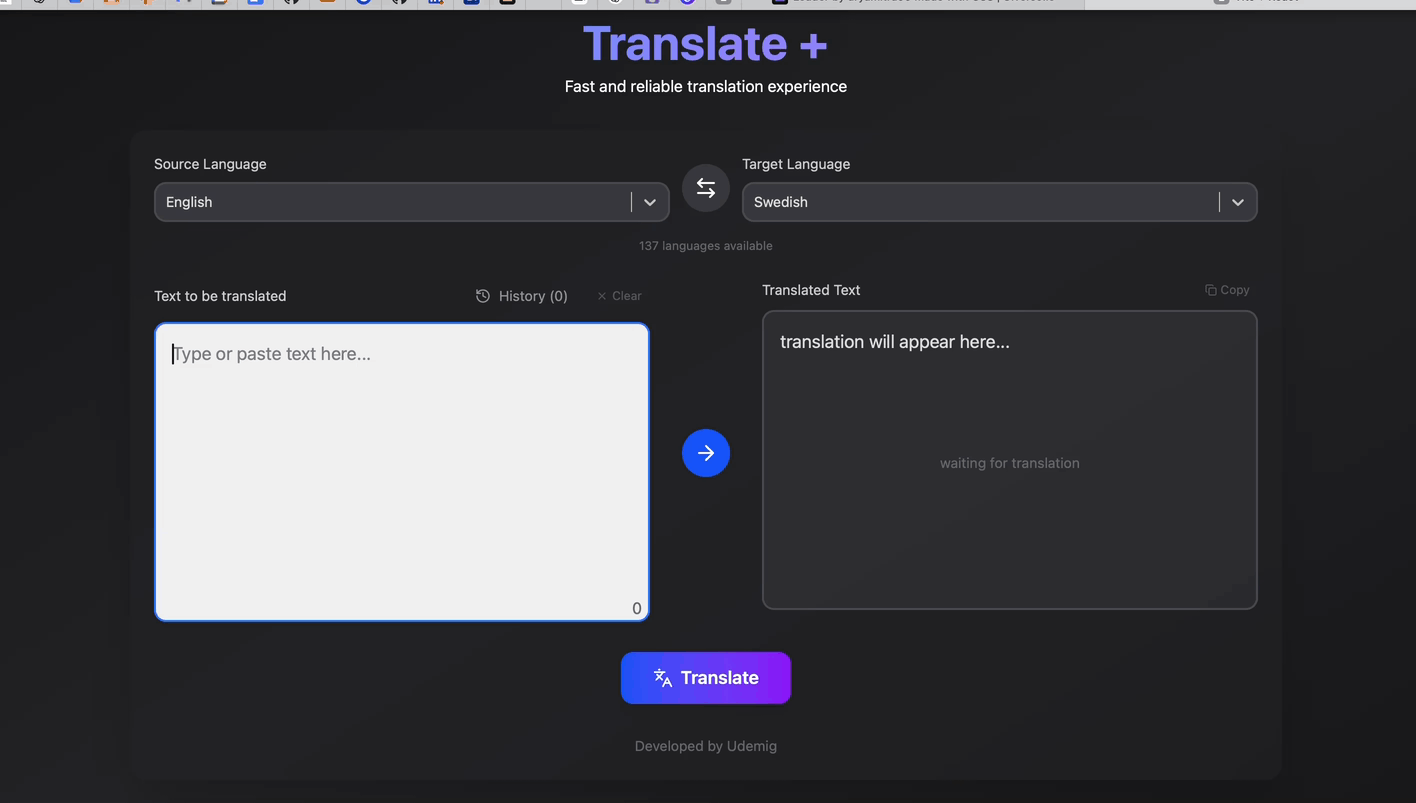 Translate +
Fast and reliable translation experience
Source Language
English
Target Language
Swedish
137 languages available
Text to be translated
History (0)
Clear
Type or paste text here...
0
Translated Text
Copy
translation will appear here...
waiting for translation
Translate
Developed by Udemig